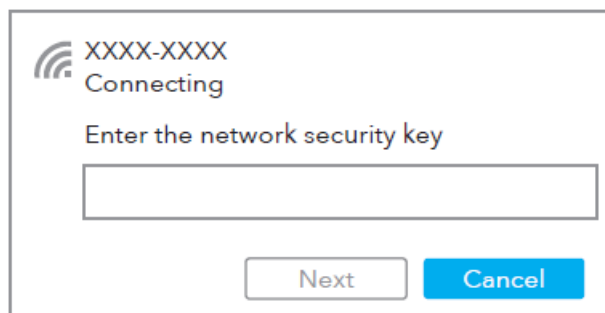 XXXX-XXXX
Connecting
Enter the network security key
Next
Cancel